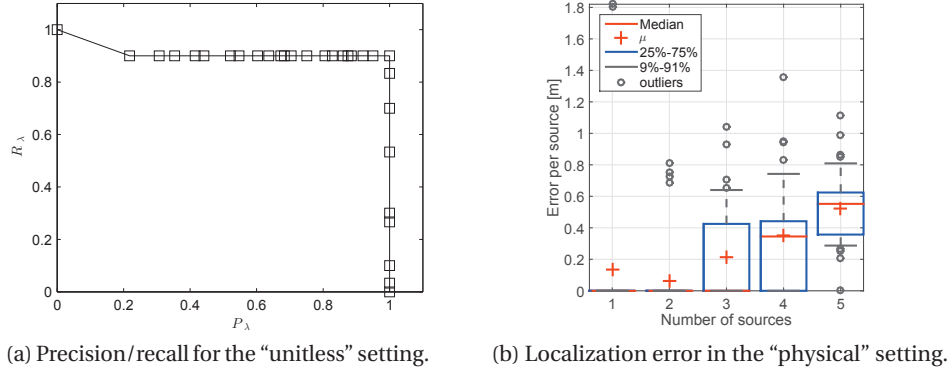 1
0.8
0.6
0.4
0.2
0
R λ
0 0.2 0.4 0.6 0.8 1
P λ
(a) Precision/recall for the “unitless” setting.
1.8
1.6
1.4
1.2
1
0.8
0.6
0.4
0.2
0
Error per source [m]
Median
μ
25%-75%
9%-91%
outliers
1 2 3 4 5
Number of sources
(b) Localization error in the “physical” setting.